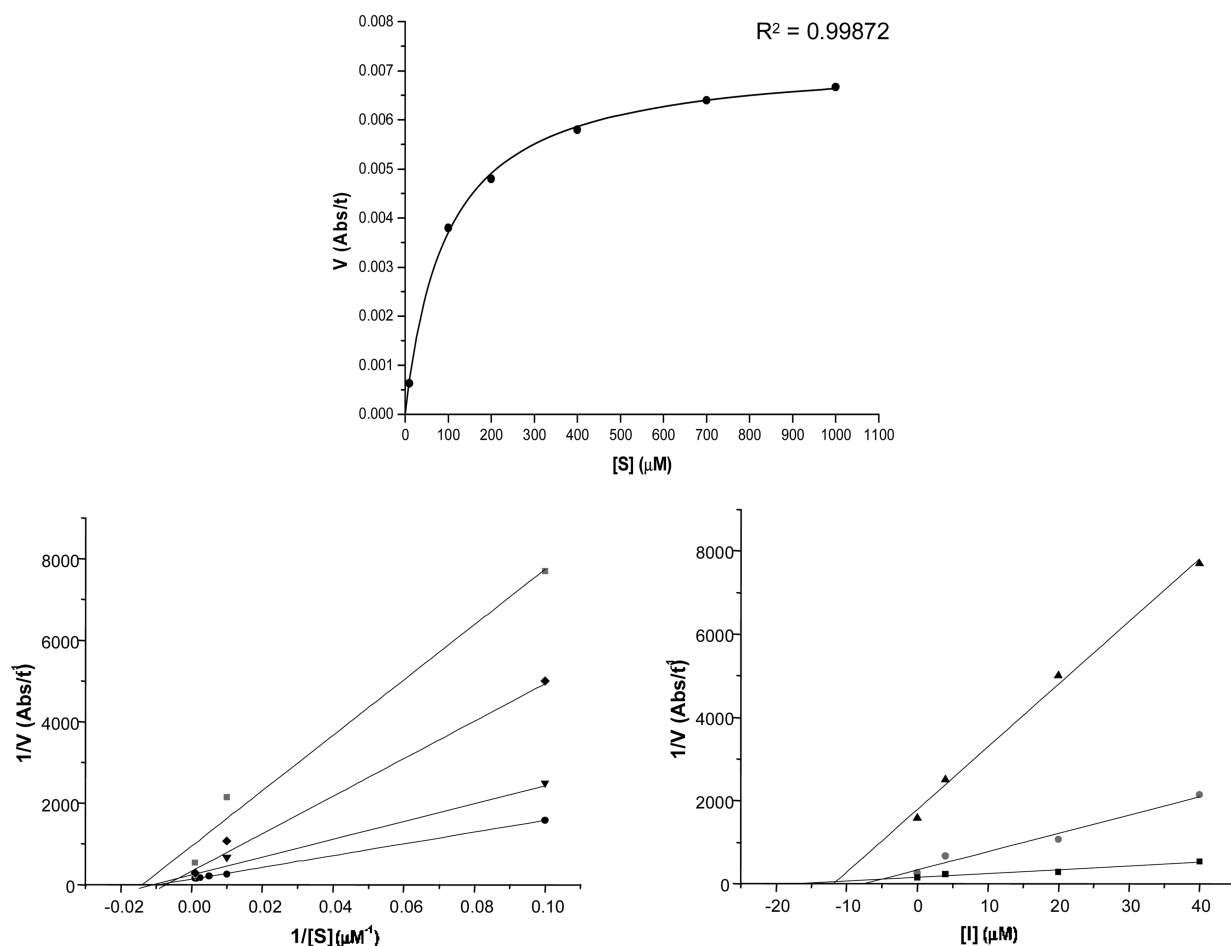 R² = 0.99872
0.008
0.007
0.006
0.005
0.004
0.003
0.002
0.001
0.000
V (Abs/t)
0 100 200 300 400 500 600 700 800 900 1000 1100
[S] (μM)
8000
6000
4000
2000
0
1/V (Abs/t)⁻¹
-0.02 0.00 0.02 0.04 0.06 0.08 0.10
1/[S] (μM⁻¹)
8000
6000
4000
2000
0
1/V (Abs/t)⁻¹
-20 -10 0 10 20 30 40
[I] (μM)